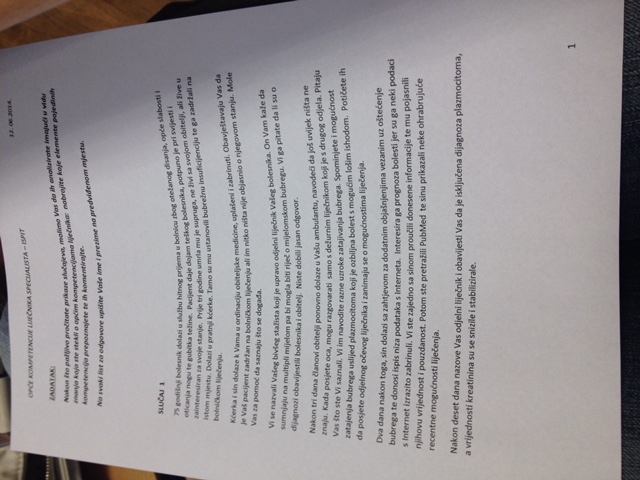 12. 06.2014.
OPĆE KOMPETENCIJE LIJEČNIKA SPECIJALISTA – ISPIT
ZADATAK:
Nakon što pažljivo pročitate prikaze slučajeva, molimo Vas da ih analizirate imajući u vidu
znanja koja ste stekli o općim kompetencijama liječnika: nabrojite koje elemente pojedinih
kompetencija prepoznajete te ih komentirajte.
Na svaki list za odgovore upišite Vaše ime i prezime na predviđenom mjestu.
SLUČAJ 1
75 godišnji bolesnik dolazi u službu hitnog prijema u bolnicu zbog otežanog disanja, opće slabosti i
oticanja nogu te gubitka težine. Pacijent daje dojam teškog bolesnika, potpuno je pri svijesti i
zainteresiran za svoje stanje. Prije tri godine umrla mu je supruga, ne živi sa svojom obitelji, ali žive u
istom mjestu. Dolazi u pratnji kćerke. Tamo su mu ustanovili bubrežnu insuficijenciju te ga zadržali na
bolničkom liječenju.
Kćerka i sin dolaze k Vama u ordinaciju obiteljske medicine, uplašeni i zabrinuti. Obavještavaju Vas da
je Vaš pacijent zadržan na bolničkom liječenju ali im nitko ništa nije objasnio o njegovom stanju. Mole
Vas za pomoć da saznaju što se događa.
Vi se nazvali Vašeg bivšeg stažista koji je upravo odjelni liječnik Vašeg bolesnika. On Vam kaže da
sumnjaju na multipli mijelom pa bi mogla biti riječ o mijelomskom bubregu. Vi ga pitate da li su o
dijagnozi obavijestili bolesnika i obitelj. Niste dobili jasan odgovor.
Nakon tri dana članovi obitelji ponovno dolaze u Vašu ambulantu, navodeći da još uvijek ništa ne
znaju. Kada posjete oca, mogu razgovarati samo s dežurnim liječnikom koji je s drugog odjela. Pitaju
Vas što ste Vi saznali. Vi im navodite razne uzroke zatajivanja bubrega. Spominjete i mogućnost
zatajenja bubrega uslijed plazmocitoma koji je ozbiljna bolest s mogućim lošim ishodom. Potičete ih
da posjete odjelnog očevog liječnika i zanimaju se o mogućnostima liječenja.
Dva dana nakon toga, sin dolazi sa zahtjevom za dodatnim objašnjenjima vezanim uz oštećenje
bubrega te donosi ispis niza podataka s Interneta. Interesira ga prognoza bolesti jer su ga neki podaci
s Internet izrazito zabrinuli. Vi ste zajedno sa sinom proučili donesene informacije te mu pojasnili
njihovu vrijednost i pouzdanost. Potom ste pretražili PubMed te sinu prikazali neke ohrabrujuće
recentne mogućnosti liječenja.
Nakon deset dana nazove Vas odjelni liječnik i obavijesti Vas da je isključena dijagnoza plazmocitoma,
a vrijednosti kreatinina su se snizile i stabilizirale.
1